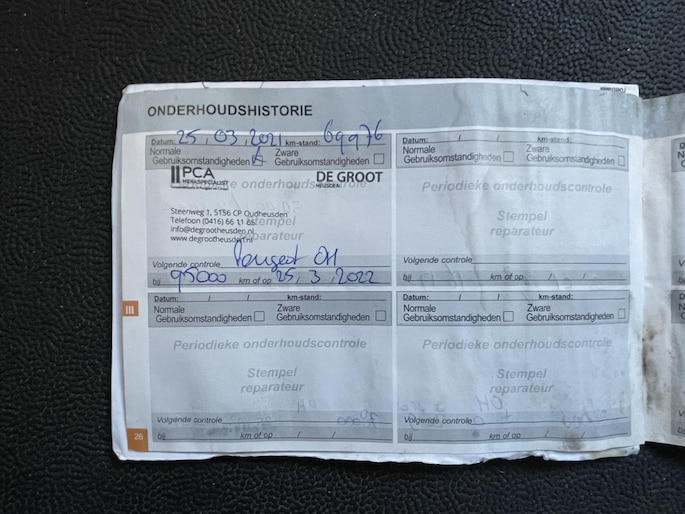 ONDERHOUDSHISTORIE
Datum: 25, 03, 2021 km-stand: 69976
Normale Gebruiksomstandigheden
Zware Gebruiksomstandigheden
PCA
DE GROOT
HEUSDEN
Periodieke onderhoudscontrole
Stempel
reparateur
Steenweg 1, 5156 CP Oudheusden
Telefoon (0416) 66 11 65
info@degrootheusden.nl
www.degrootheusden.nl
Volgende controle Peugeot OH
bij 95000 km of op 25, 3, 2022
Datum: / / km-stand:
Normale Gebruiksomstandigheden
Zware Gebruiksomstandigheden
Periodieke onderhoudscontrole
Stempel
reparateur
Volgende controle
bij km of op
III
Datum: / / km-stand:
Normale Gebruiksomstandigheden
Zware Gebruiksomstandigheden
Periodieke onderhoudscontrole
Stempel
reparateur
Volgende controle
bij km of op / /
Datum: / / km-stand:
Normale Gebruiksomstandigheden
Zware Gebruiksomstandigheden
Periodieke onderhoudscontrole
Stempel
reparateur
Volgende controle
bij km of op / /
26